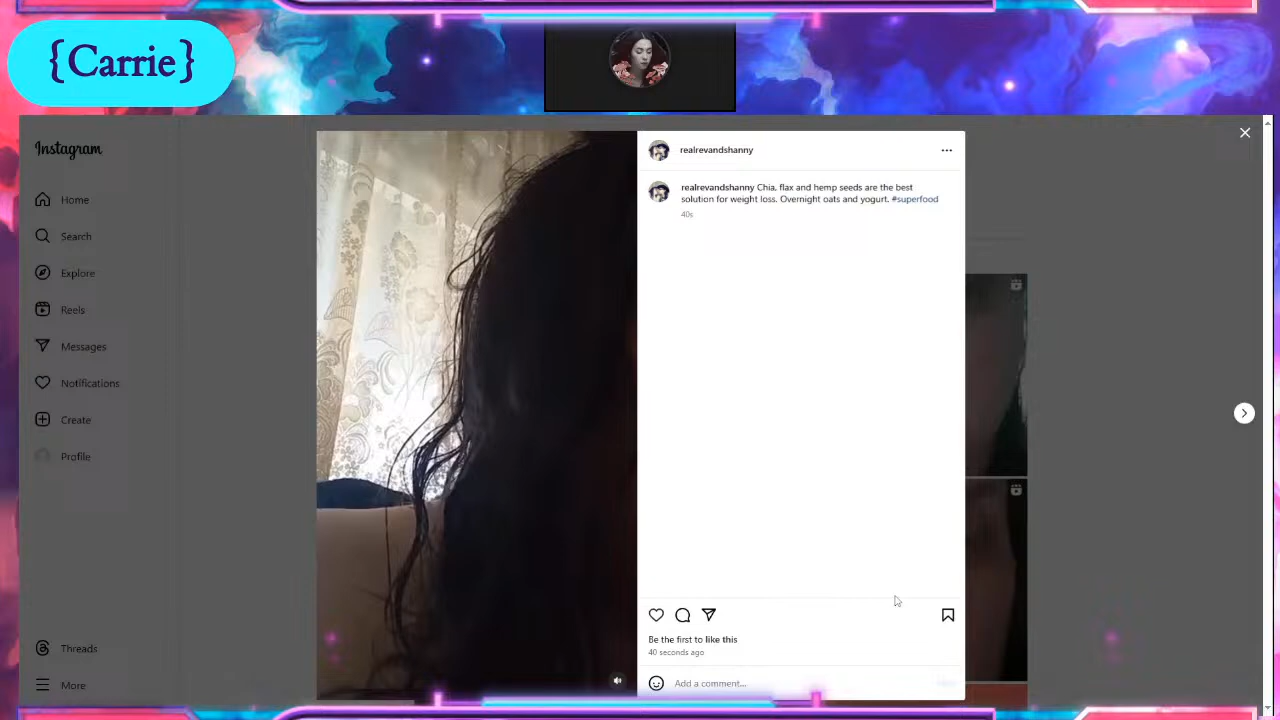 {Carrie}
Instagram
Home
Search
Explore
Reels
Messages
Notifications
Create
Profile
Threads
More
realrevandshanny
realrevandshanny Chia, flax and hemp seeds are the best
solution for weight loss. Overnight oats and yogurt. #superfood
40s
Be the first to like this
40 seconds ago
Add a comment...